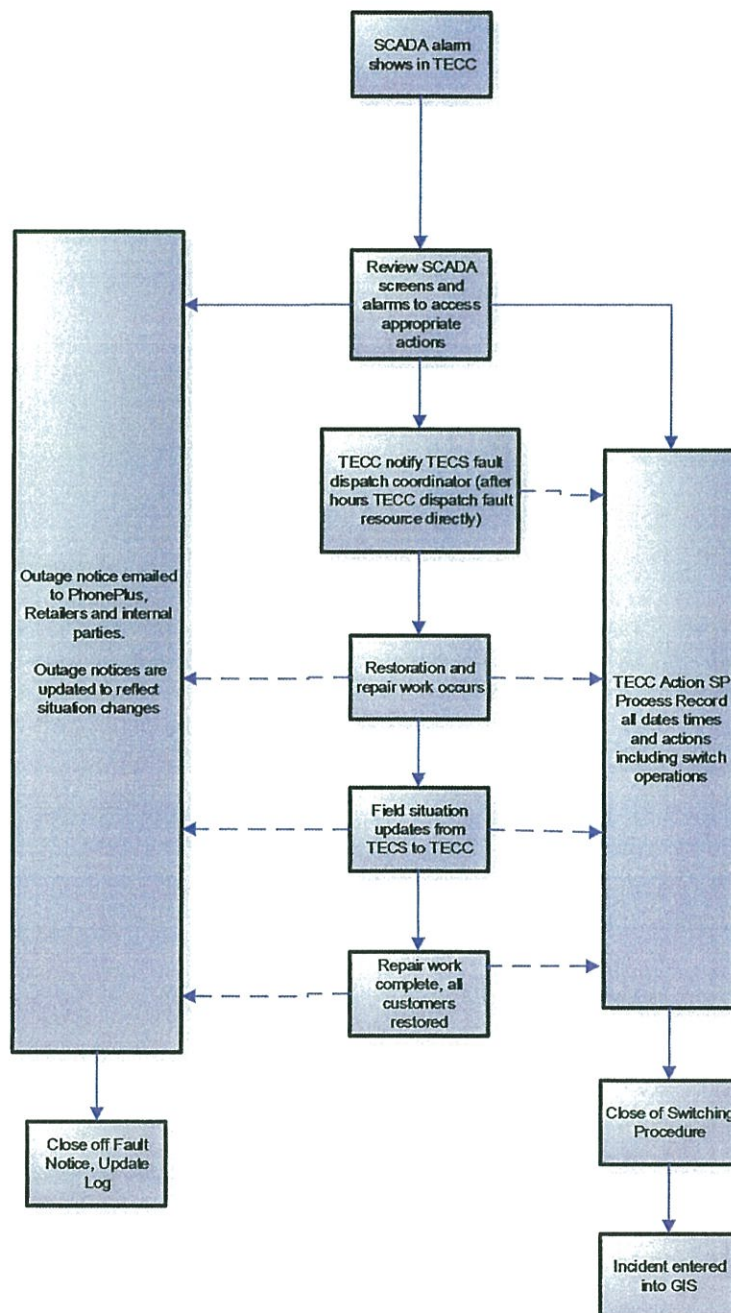 SCADA alarm
shows in TECC
Review SCADA
screens and
alarms to access
appropriate
actions
TECC notify TECS fault
dispatch coordinator (after
hours TECC dispatch fault
resource directly)
Outage notice emailed
to PhonePlus,
Retailers and internal
parties.
Outage notices are
updated to reflect
situation changes
Restoration and
repair work occurs
TECC Action SP
Process Record
all dates times
and actions
including switch
operations
Field situation
updates from
TECS to TECC
Repair work
complete, all
customers
restored
Close off Fault
Notice, Update
Log
Close of Switching
Procedure
Incident entered
into GIS